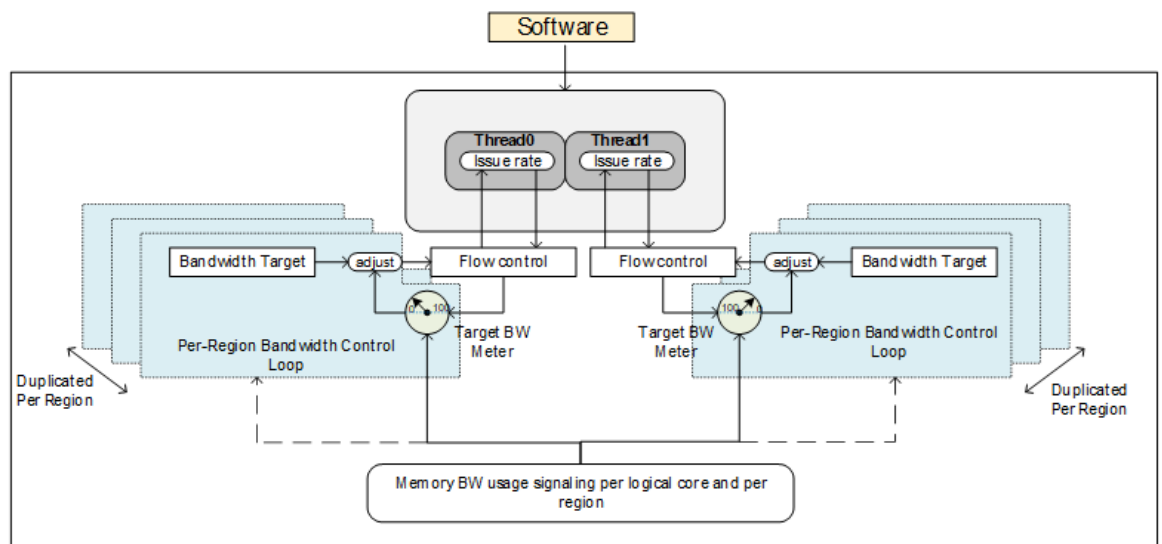 Software
Thread0
Thread1
Issue rate
Issue rate
Bandwidth Target
adjust
Flow control
Flow control
adjust
Bandwidth Target
0
100
100
0
Target BW
Meter
Target BW
Meter
Per-Region Bandwidth Control
Loop
Per-Region Bandwidth Control
Loop
Duplicated
Per Region
Duplicated
Per Region
Memory BW usage signaling per logical core and per
region